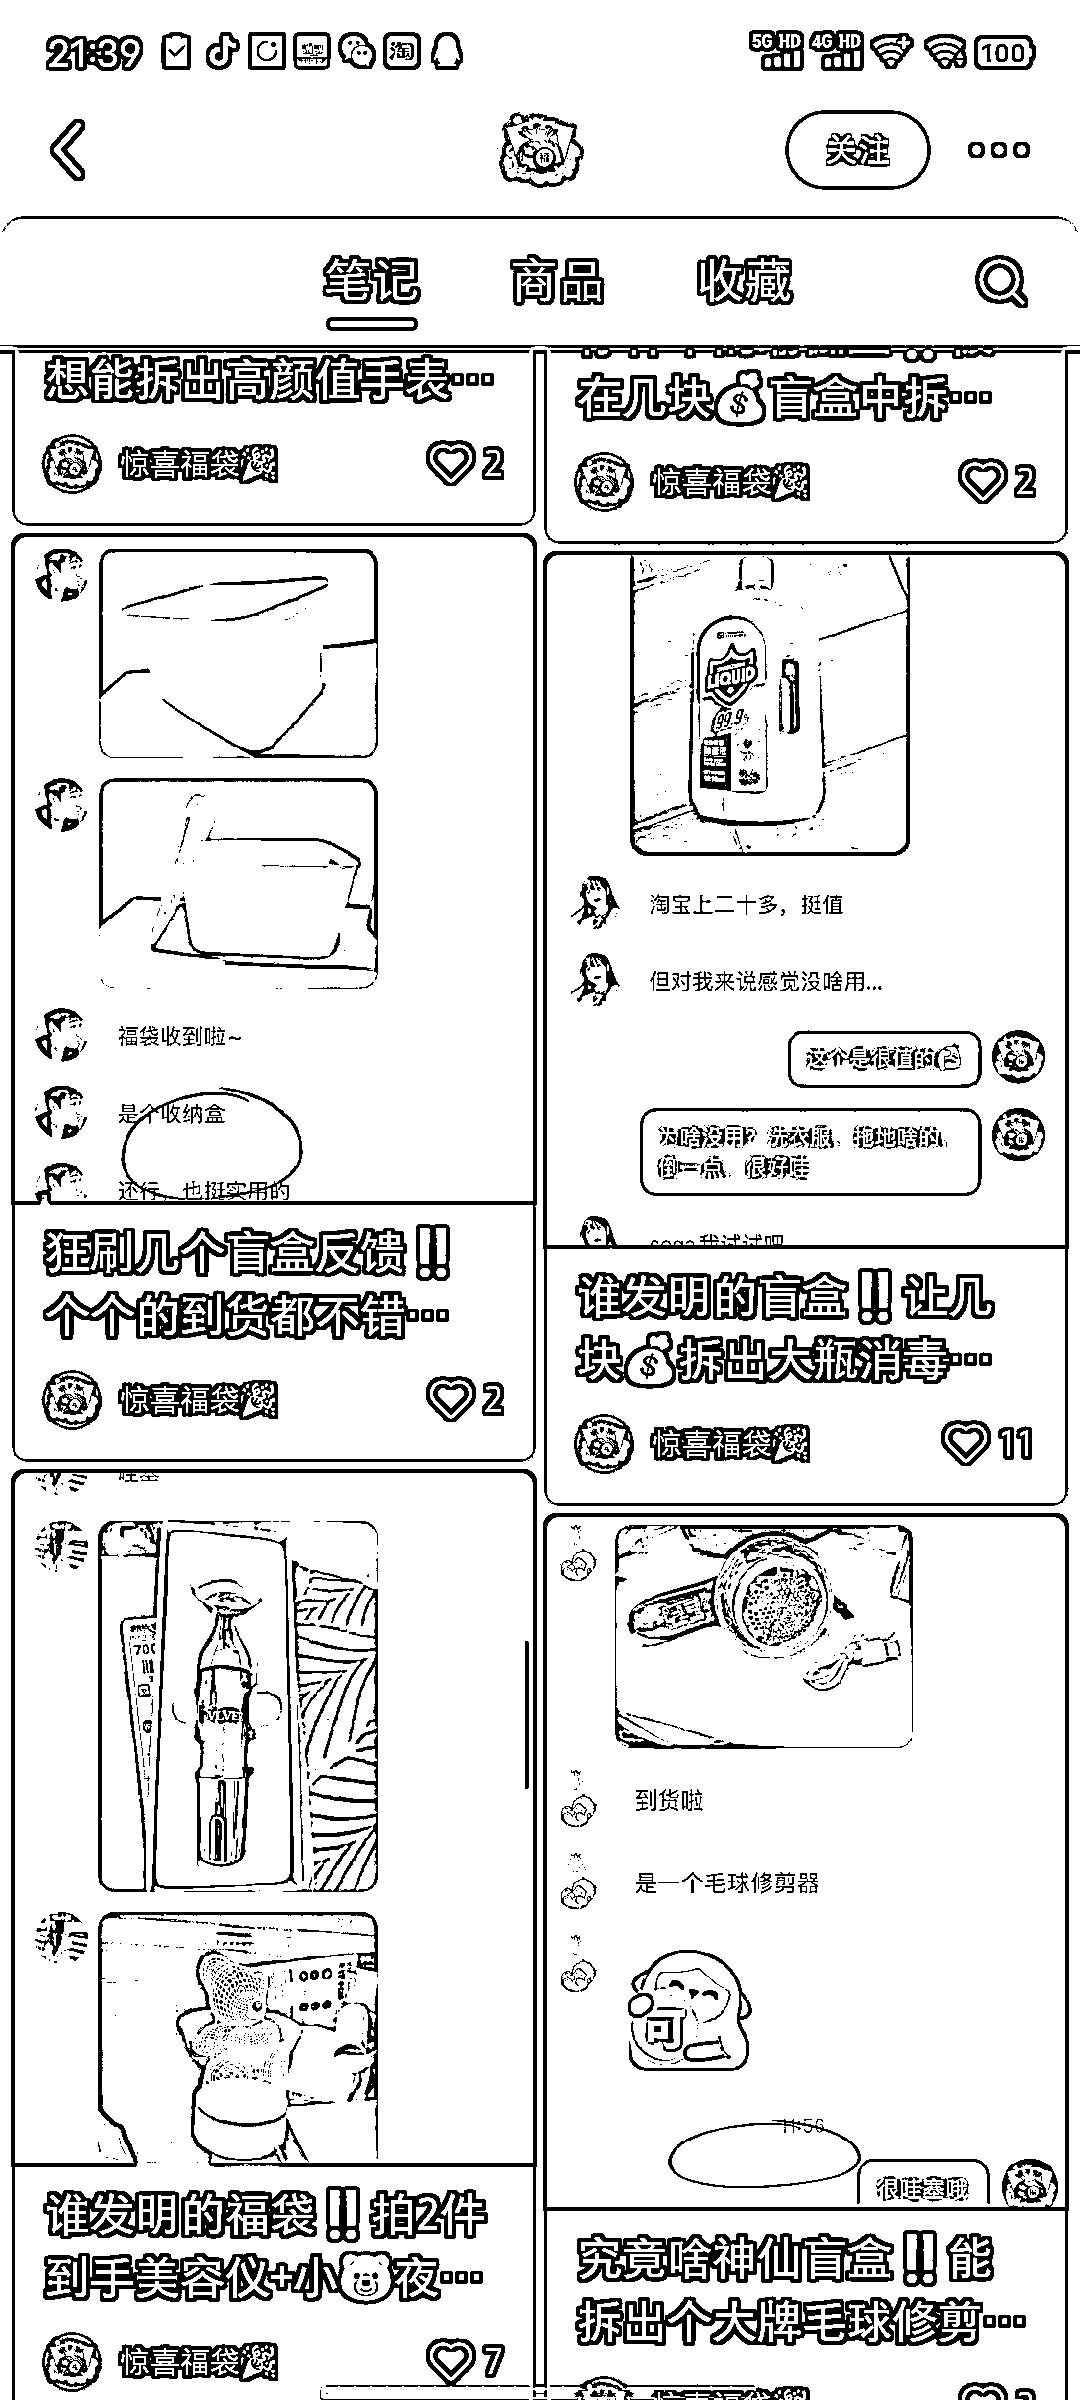 21:39
5G HD 4G HD 100
关注
笔记 商品 收藏
想能拆出高颜值手表…
惊喜福袋 2
在几块💰盲盒中拆…
惊喜福袋 2
福袋收到啦~
是个收纳盒
还行，也挺实用的
狂刷几个盲盒反馈‼️
个个的到货都不错…
惊喜福袋 2
LIQUID
99.9%
淘宝上二十多，挺值
但对我来说感觉没啥用...
这个是很值的
为啥没用？洗衣服、拖地啥的，
倒一点，很好哇
我试试吧
谁发明的盲盒‼️让几
块💰拆出大瓶消毒…
惊喜福袋 11
哇塞
谁发明的福袋‼️拍2件
到手美容仪+小🐻夜…
惊喜福袋 7
到货啦
是一个毛球修剪器
可
11:56
很哇塞哦
究竟啥神仙盲盒‼️能
拆出个大牌毛球修剪…